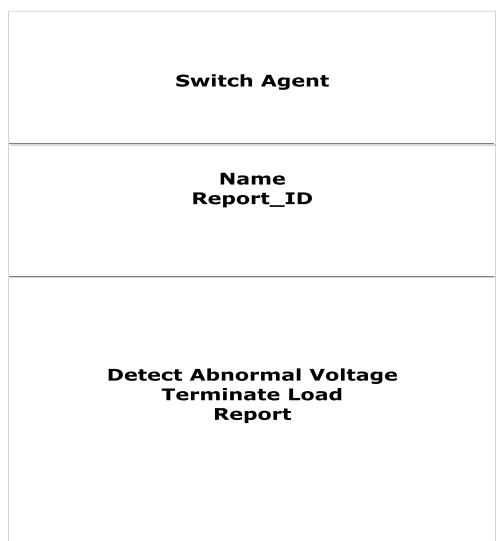 Switch Agent
Name
Report_ID
Detect Abnormal Voltage
Terminate Load
Report